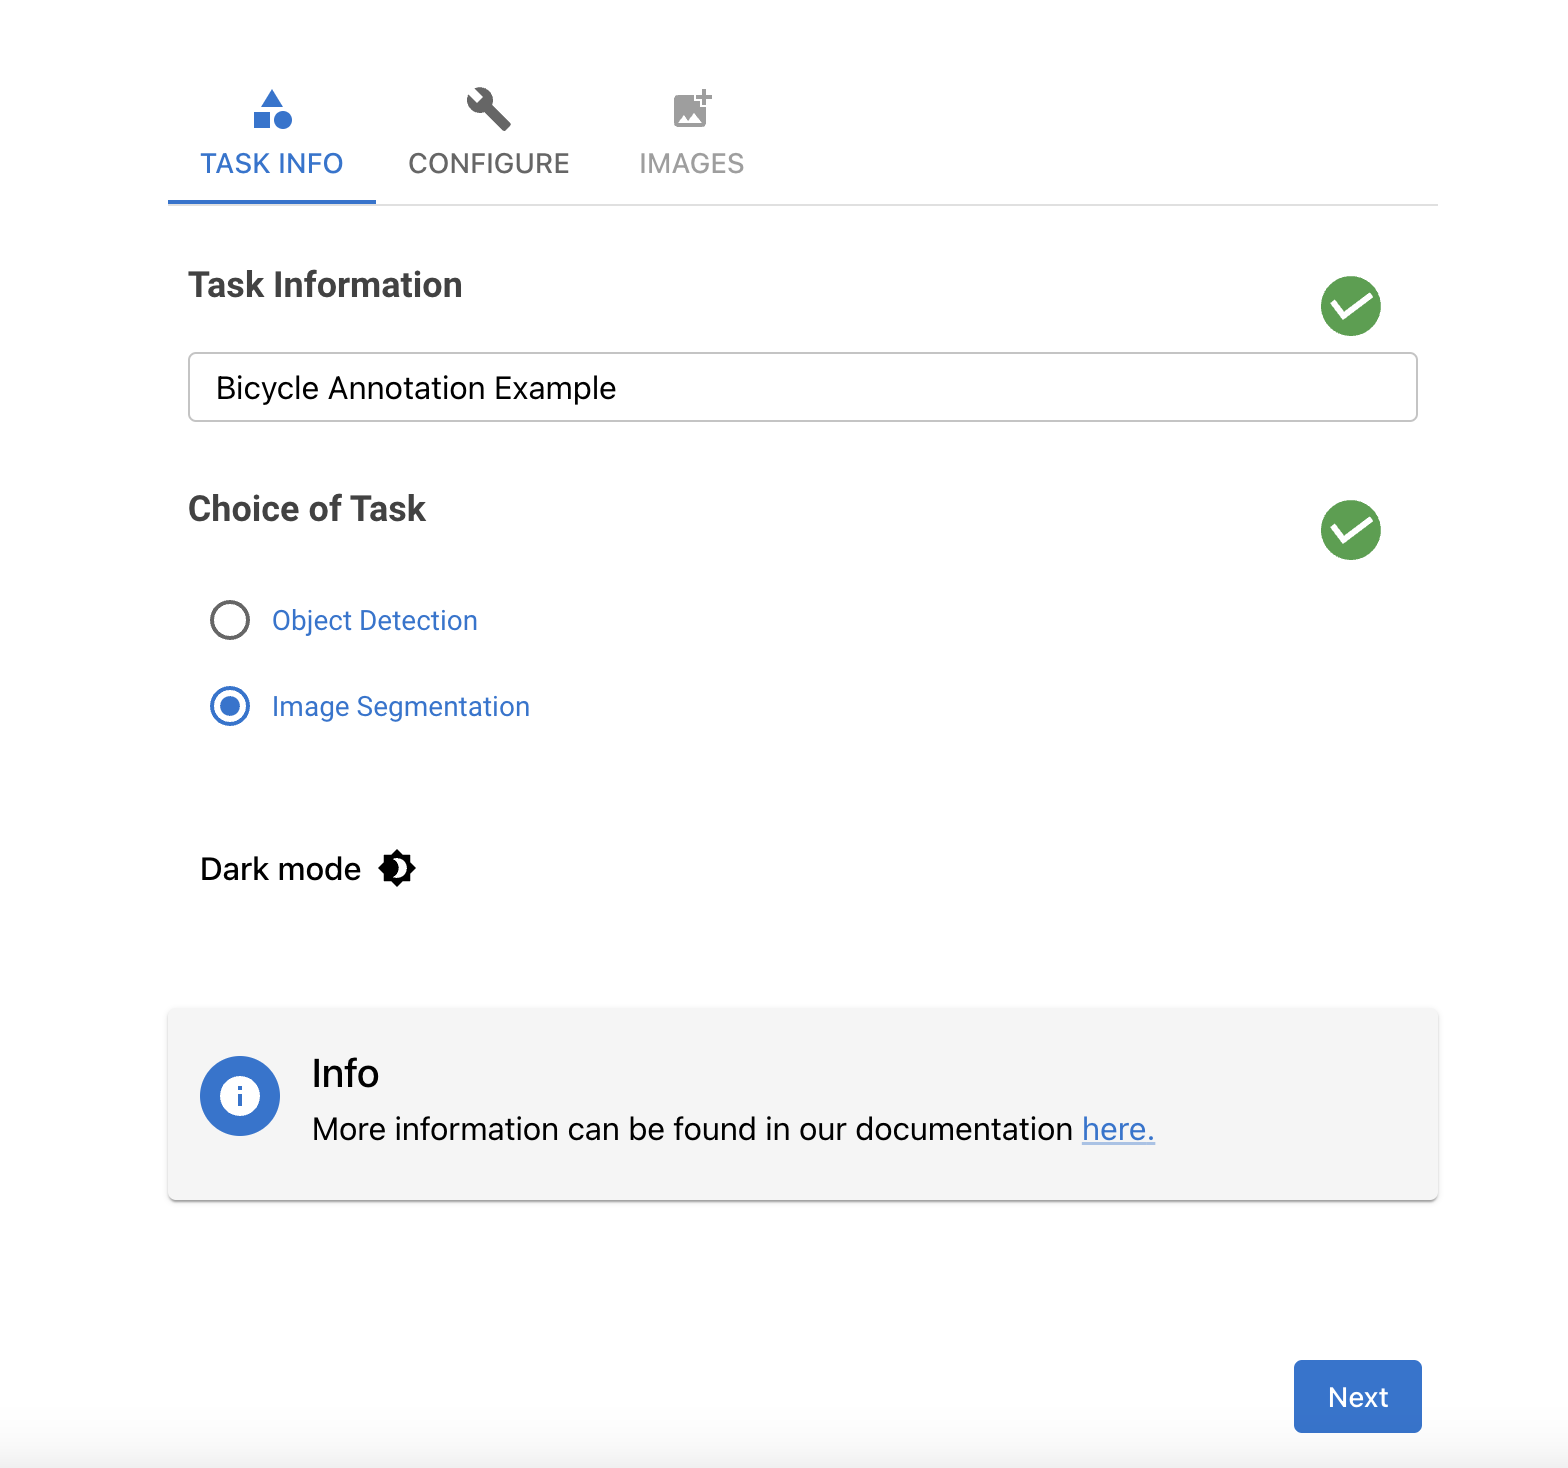 TASK INFO
CONFIGURE
IMAGES
Task Information
Bicycle Annotation Example
Choice of Task
Object Detection
Image Segmentation
Dark mode
Info
More information can be found in our documentation here.
Next